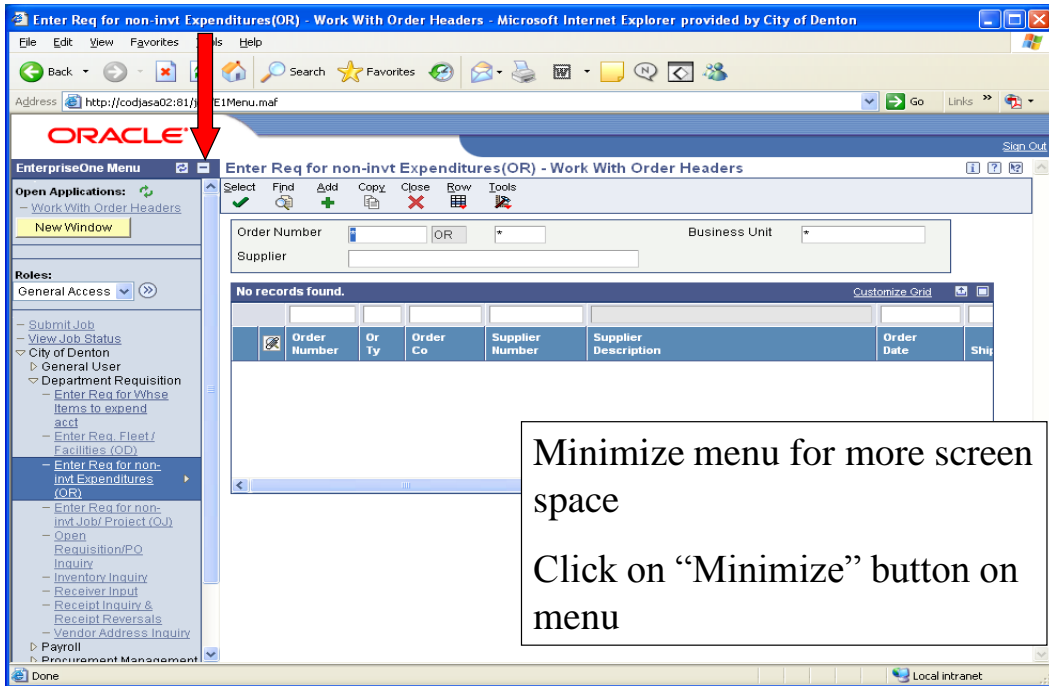 Enter Req for non-invt Expenditures(OR) - Work With Order Headers - Microsoft Internet Explorer provided by City of Denton
File Edit View Favorites Tools Help
Back Search Favorites
Address http://codjasa02:81/j E1Menu.maf Go Links »
ORACLE
Sign Out
EnterpriseOne Menu
Enter Req for non-invt Expenditures(OR) - Work With Order Headers
Open Applications:
– Work With Order Headers
New Window
Select Find Add Copy Close Row Tools
Order Number * OR * Business Unit *
Supplier
Roles:
General Access
No records found. Customize Grid
Order Number
Or Ty
Order Co
Supplier Number
Supplier Description
Order Date
Ship
– Submit Job
– View Job Status
City of Denton
General User
Department Requisition
– Enter Req for Whse
Items to expend
acct
– Enter Req. Fleet /
Facilities (OD)
– Enter Req for non-
invt Expenditures
(OR)
– Enter Req for non-
invt Job/ Project (OJ)
– Open
Requisition/PO
Inquiry
– Inventory Inquiry
– Receiver Input
– Receipt Inquiry &
Receipt Reversals
– Vendor Address Inquiry
Payroll
Procurement Management
Minimize menu for more screen
space
Click on “Minimize” button on
menu
Done
Local intranet